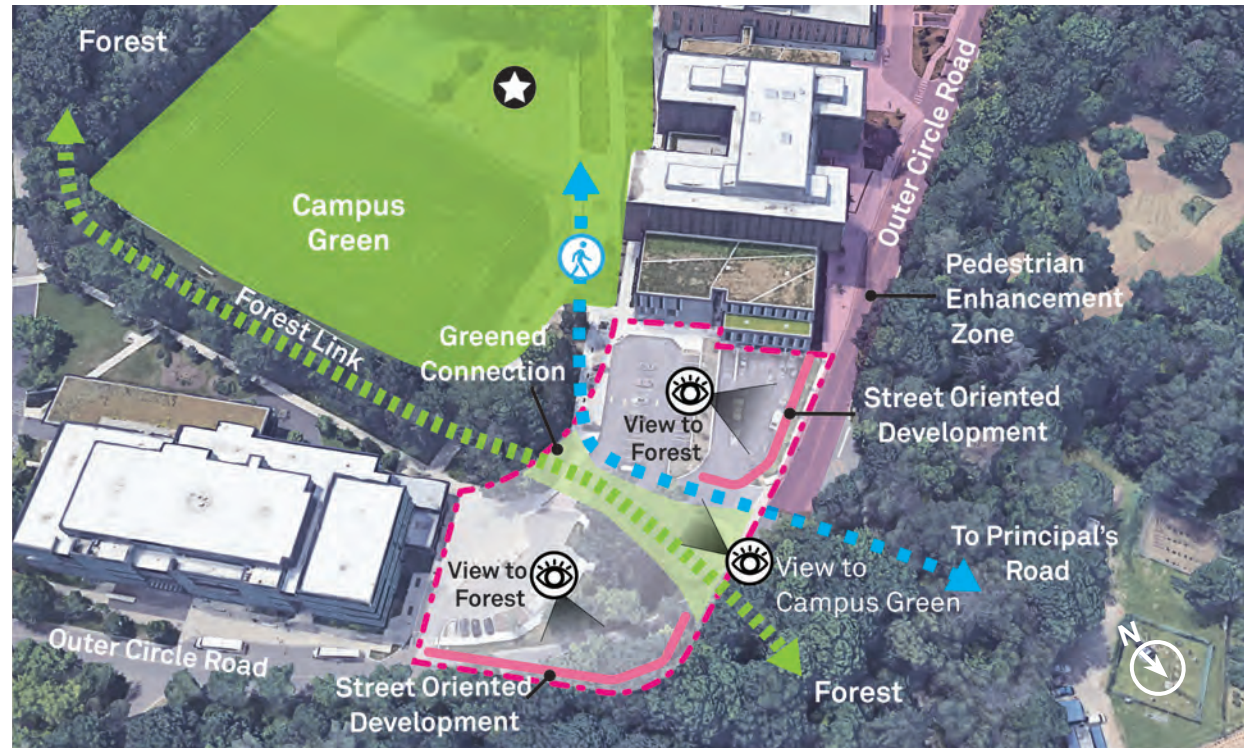 Forest
Outer Circle Road
Campus
Green
Pedestrian
Enhancement
Zone
Forest Link
Greened
Connection
View to
Forest
Street Oriented
Development
View to
Forest
View to
Campus Green
To Principal's
Road
Outer Circle Road
Street Oriented
Development
Forest
N